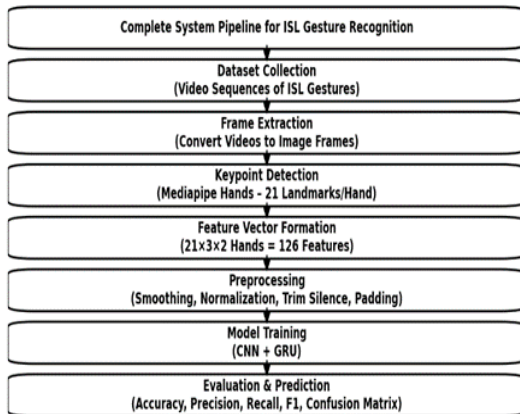 Complete System Pipeline for ISL Gesture Recognition
Dataset Collection
(Video Sequences of ISL Gestures)
Frame Extraction
(Convert Videos to Image Frames)
Keypoint Detection
(Mediapipe Hands - 21 Landmarks/Hand)
Feature Vector Formation
(21×3×2 Hands = 126 Features)
Preprocessing
(Smoothing, Normalization, Trim Silence, Padding)
Model Training
(CNN + GRU)
Evaluation & Prediction
(Accuracy, Precision, Recall, F1, Confusion Matrix)